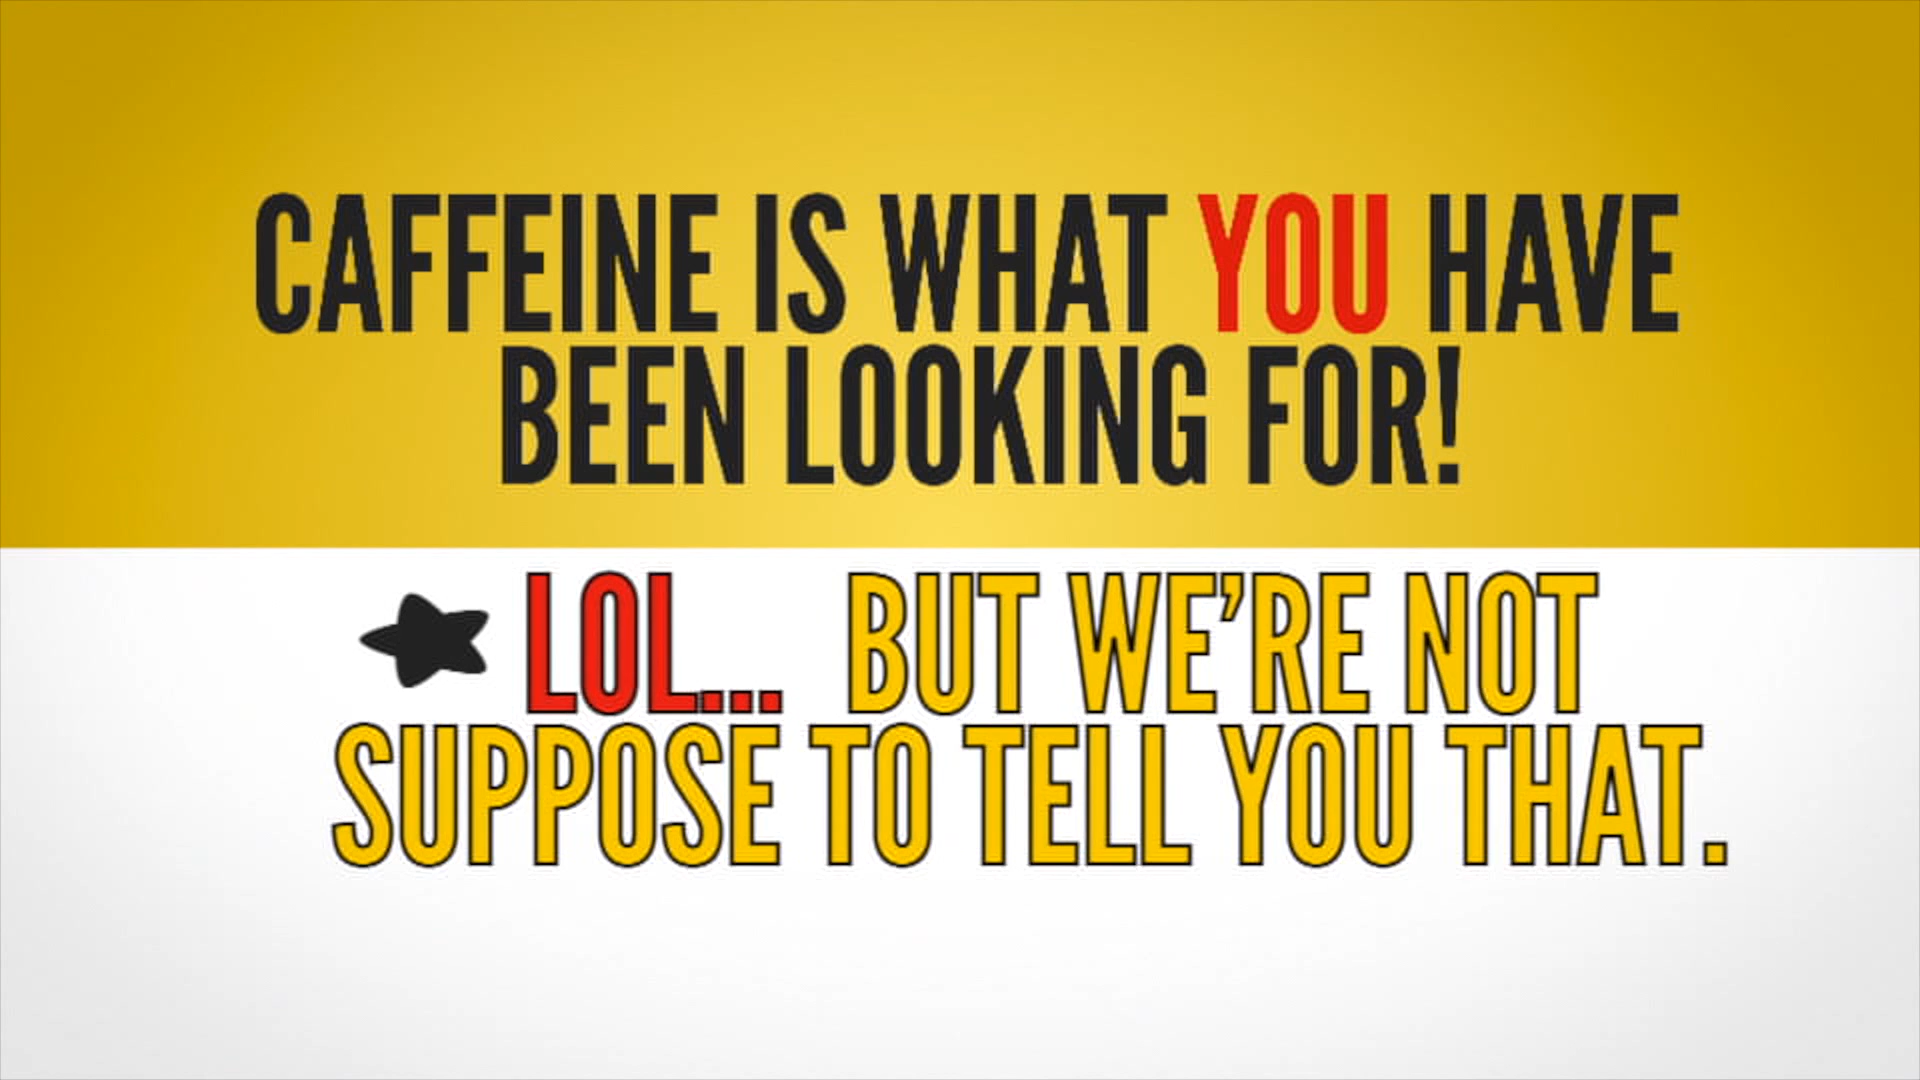 CAFFEINE IS WHAT YOU HAVE
BEEN LOOKING FOR!
LOL... BUT WE'RE NOT
SUPPOSE TO TELL YOU THAT.